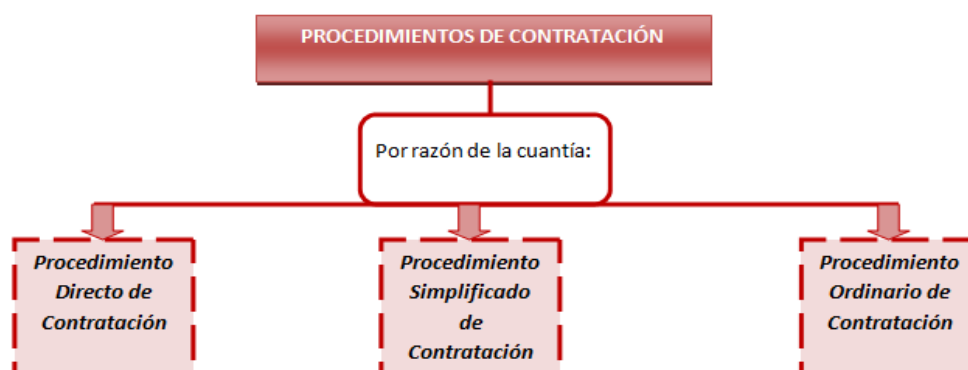 PROCEDIMIENTOS DE CONTRATACIÓN
Por razón de la cuantía:
Procedimiento
Directo de
Contratación
Procedimiento
Simplificado
de
Contratación
Procedimiento
Ordinario de
Contratación